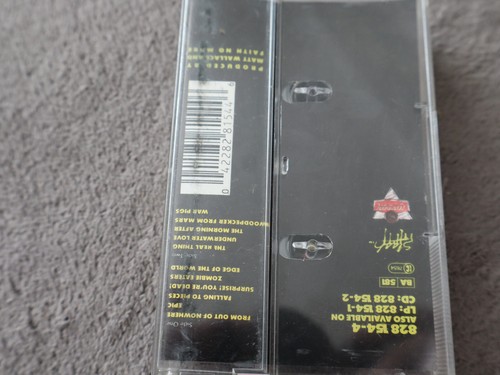 828 154-4
ALSO AVAILABLE ON
LP: 828 154-1
CD: 828 154-2
BA 581
Side One
FROM OUT OF NOWHERE
EPIC
FALLING TO PIECES
SURPRISE! YOU'RE DEAD!
ZOMBIE EATERS
EDGE OF THE WORLD
Side Two
THE REAL THING
UNDERWATER LOVE
THE MORNING AFTER
WOODPECKER FROM MARS
WAR PIGS
0 42282 81544 8
PRODUCED BY
MATT WALLACE AND
FAITH NO MORE